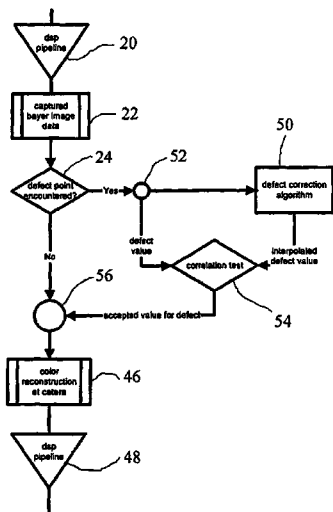 dsp
pipeline
20
captured
bayer image
data
22
24
defect point
encountered?
Yes
52
50
defect correction
algorithm
defect
value
interpolated
defect value
No
correlation test
54
56
accepted value for defect
color
reconstruction
et catera
46
dsp
pipeline
48